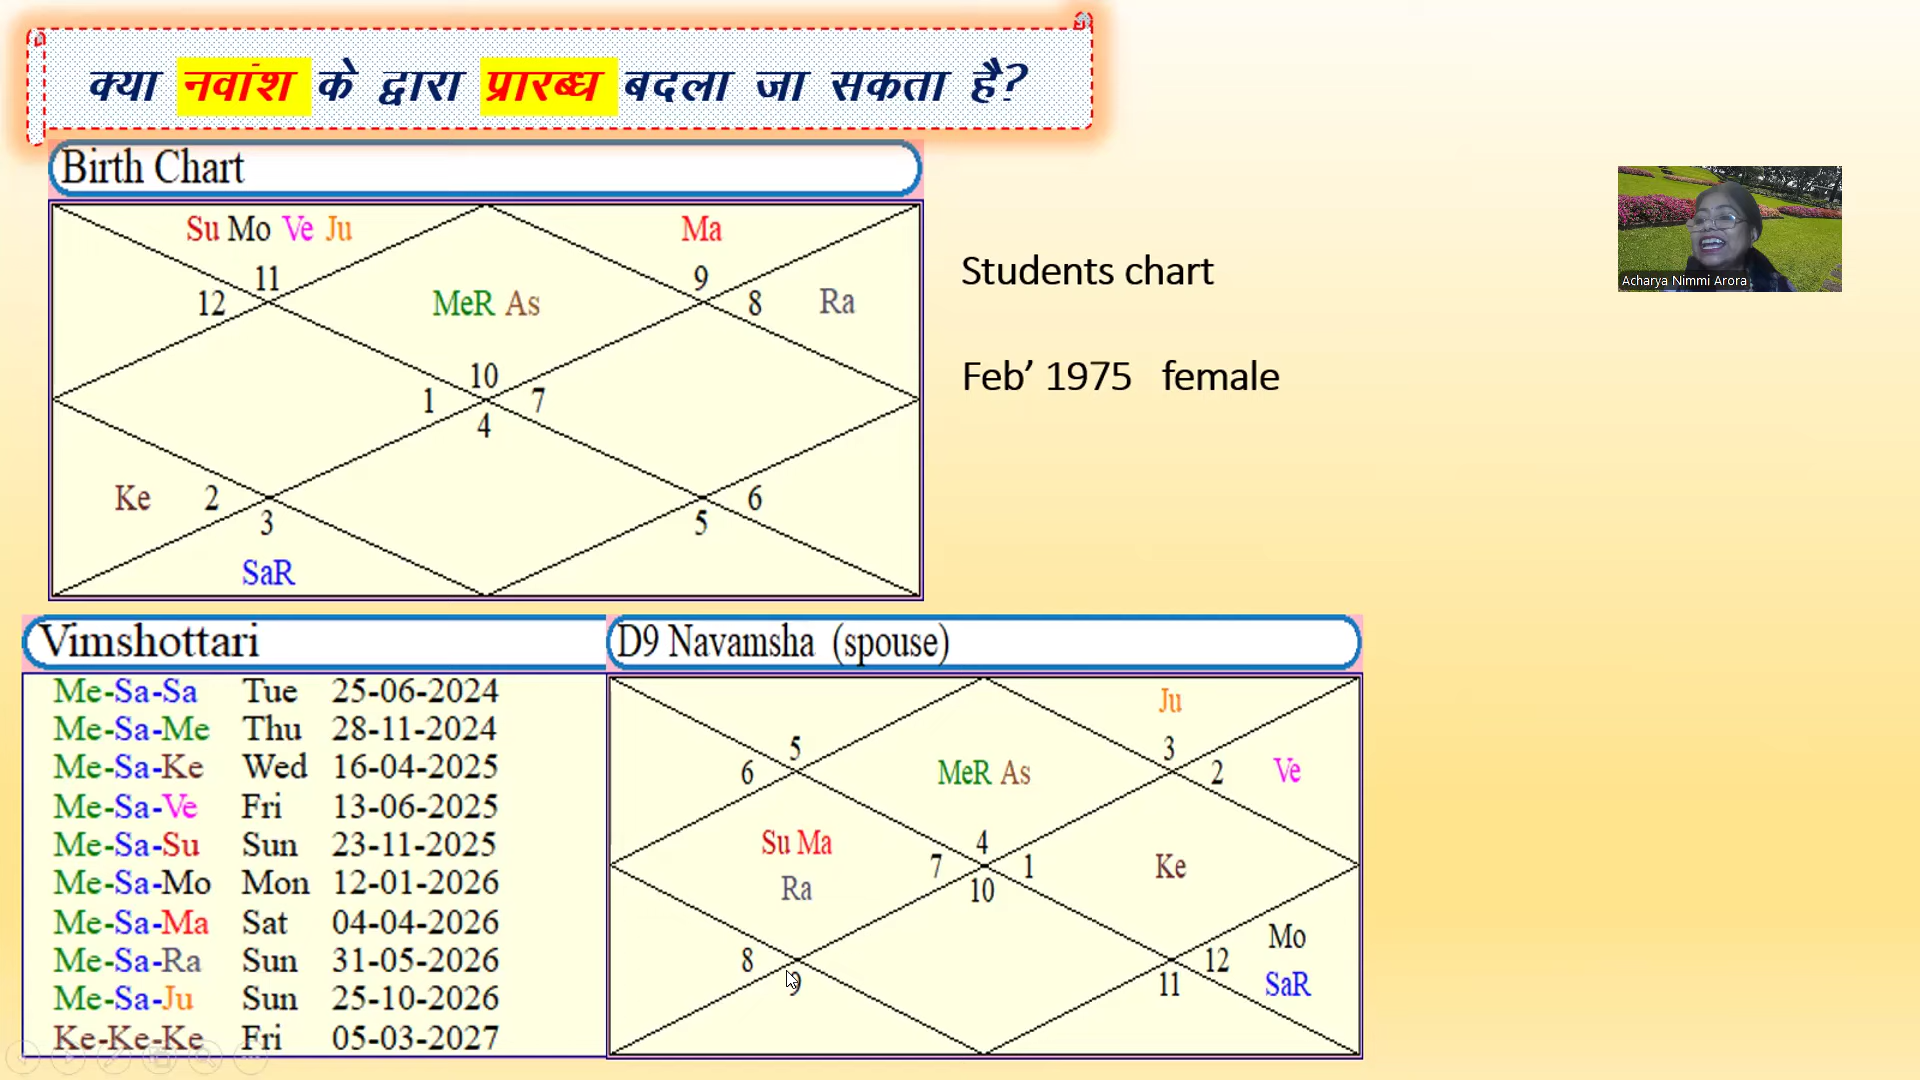 क्या नवांश के द्वारा प्रारब्ध बदला जा सकता है?
Birth Chart
Su Mo Ve Ju
Ma
11
9
12
MeR As
8
Ra
10
1
7
4
Ke
2
6
3
5
SaR
Students chart
Feb’ 1975 female
Acharya Nimmi Arora
Vimshottari
Me-Sa-Sa Tue 25-06-2024
Me-Sa-Me Thu 28-11-2024
Me-Sa-Ke Wed 16-04-2025
Me-Sa-Ve Fri 13-06-2025
Me-Sa-Su Sun 23-11-2025
Me-Sa-Mo Mon 12-01-2026
Me-Sa-Ma Sat 04-04-2026
Me-Sa-Ra Sun 31-05-2026
Me-Sa-Ju Sun 25-10-2026
Ke-Ke-Ke Fri 05-03-2027
D9 Navamsha (spouse)
Ju
5
3
6
MeR As
2
Ve
Su Ma
4
7
1
Ke
Ra
10
Mo
8
12
9
11
SaR